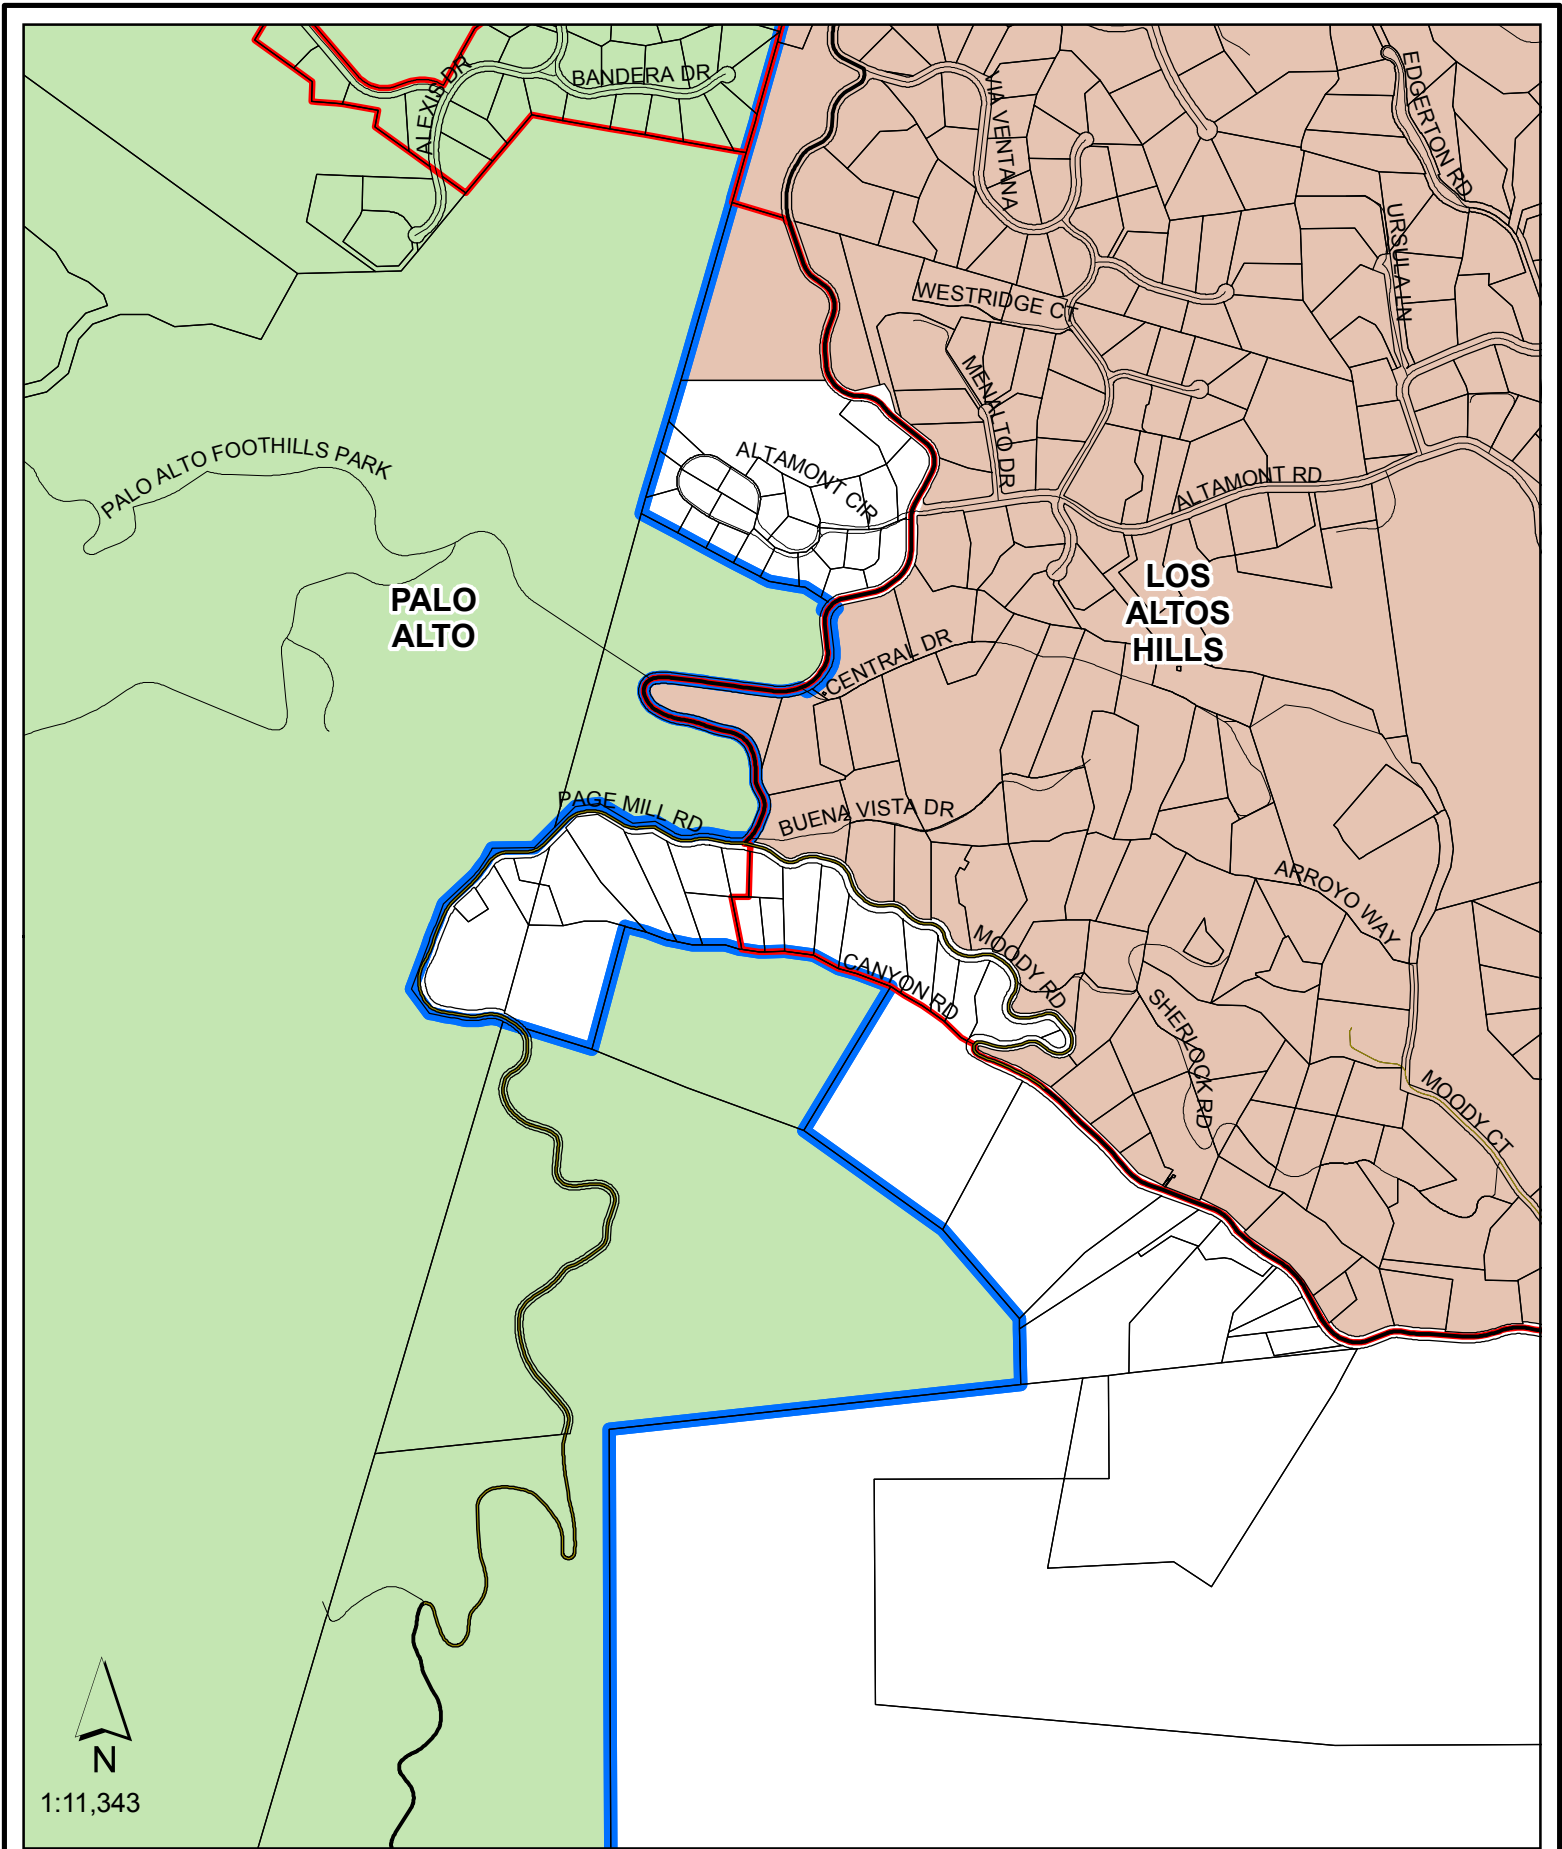 BANDERA DR
ALEXIS DR
VIA VENTANA
EDGERTON RD
URSULA LN
WESTRIDGE CT
MENALTO DR
PALO ALTO FOOTHILLS PARK
ALTAMONT CIR
ALTAMONT RD
PALO
ALTO
LOS
ALTOS
HILLS
CENTRAL DR
PAGE MILL RD
BUENA VISTA DR
ARROYO WAY
MOODY RD
CANYON RD
SHERLOCK RD
MOODY CT
N
1:11,343